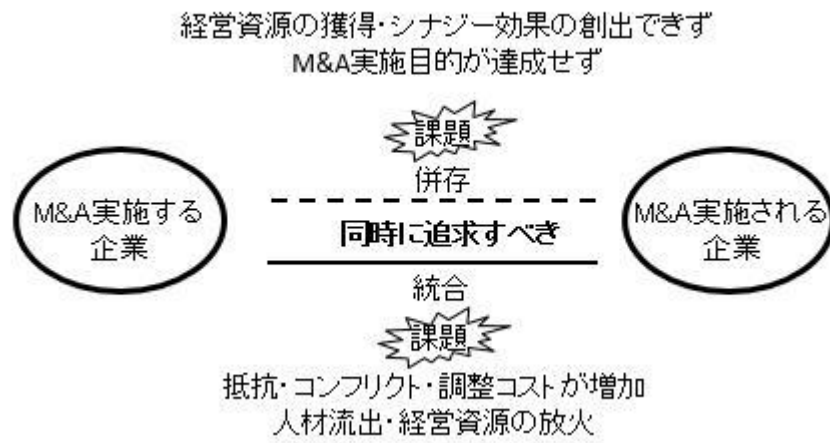 経営資源の獲得・シナジー効果の創出できず
M&A実施目的が達成せず
課題
併存
M&A実施する
企業
同時に追求すべき
M&A実施される
企業
統合
課題
抵抗・コンフリクト・調整コストが増加
人材流出・経営資源の放火